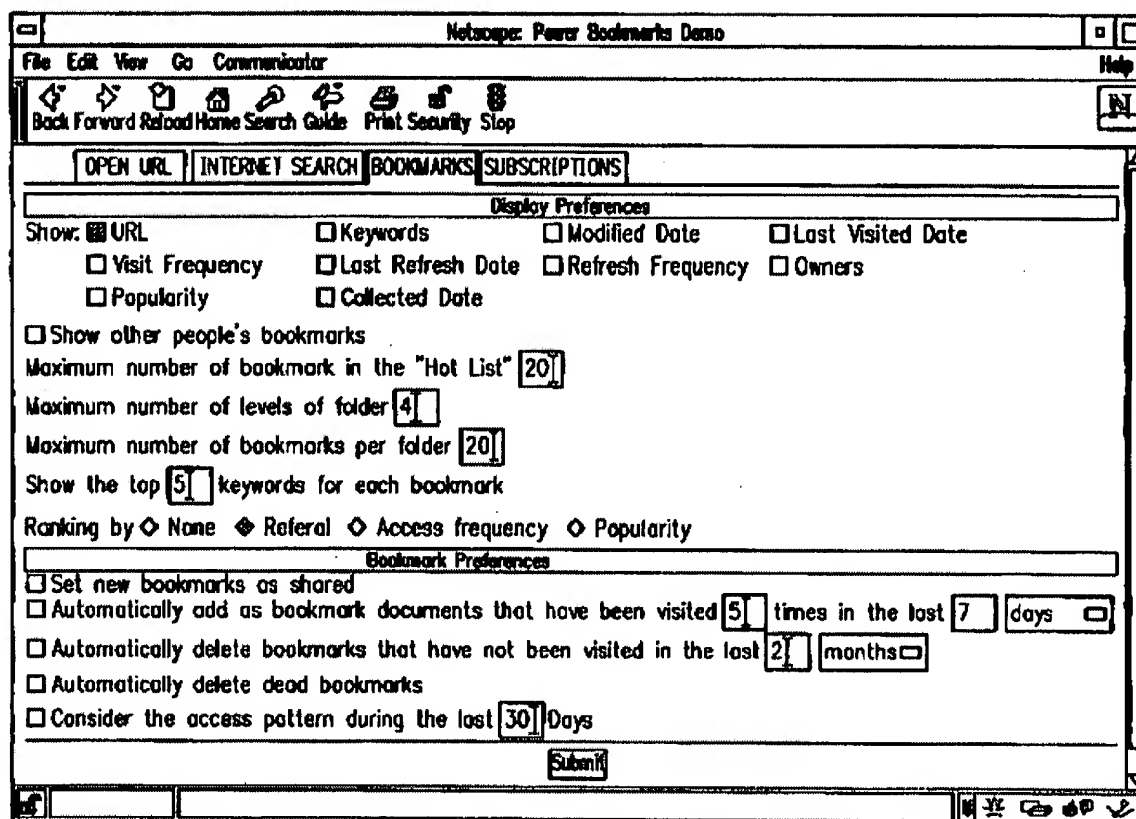 Netscape: Power Bookmarks Demo
File Edit View Go Communicator Help
Back Forward Reload Home Search Guide Print Security Stop
N
OPEN URL INTERNET SEARCH BOOKMARKS SUBSCRIPTIONS
Display Preferences
Show: URL Keywords Modified Date Last Visited Date
Visit Frequency Last Refresh Date Refresh Frequency Owners
Popularity Collected Date
Show other people's bookmarks
Maximum number of bookmark in the "Hot List" 20
Maximum number of levels of folder 4
Maximum number of bookmarks per folder 20
Show the top 5 keywords for each bookmark
Ranking by None Referal Access frequency Popularity
Bookmark Preferences
Set new bookmarks as shared
Automatically add as bookmark documents that have been visited 5 times in the last 7 days
Automatically delete bookmarks that have not been visited in the last 2 months
Automatically delete dead bookmarks
Consider the access pattern during the last 30 Days
Submit